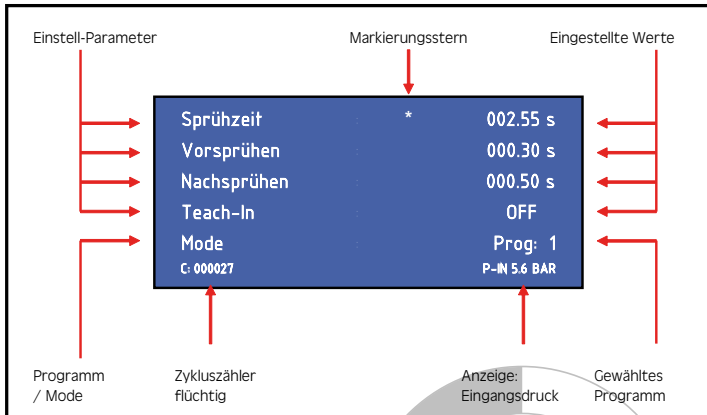 Einstell-Parameter Markierungsstern Eingestellte Werte
Sprühzeit : * 002.55 s
Vorsprühen : 000.30 s
Nachsprühen : 000.50 s
Teach-In : OFF
Mode : Prog: 1
C: 000027 P-IN 5.6 BAR
Programm Zykluszähler Anzeige: Gewähltes
/ Mode flüchtig Eingangsdruck Programm